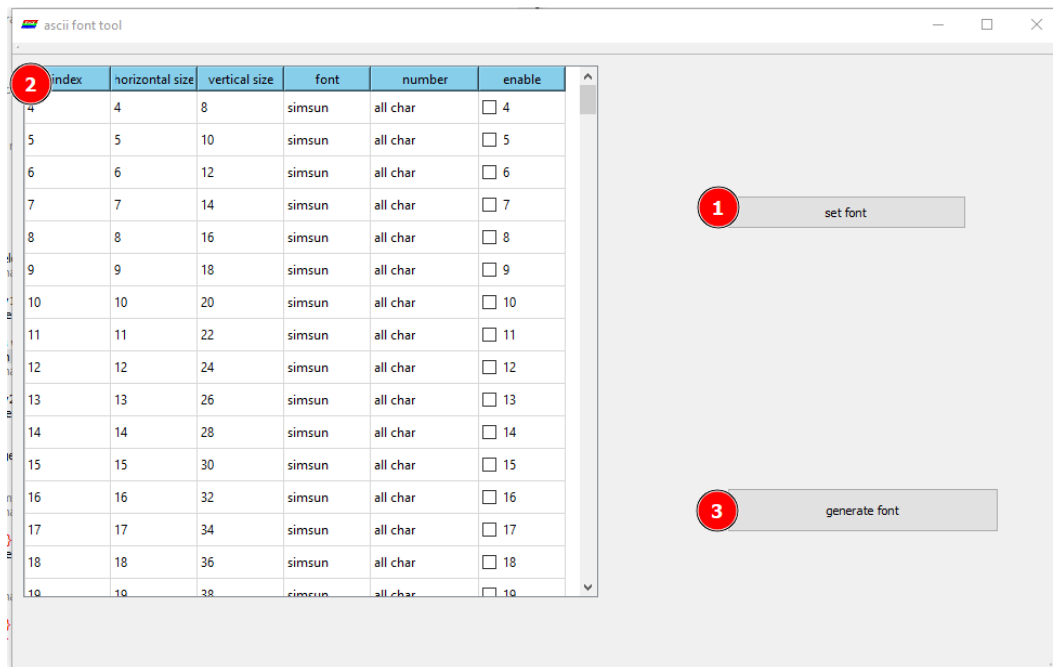 ascii font tool
index horizontal size vertical size font number enable
2
4 4 8 simsun all char 4
5 5 10 simsun all char 5
6 6 12 simsun all char 6
7 7 14 simsun all char 7
8 8 16 simsun all char 8
9 9 18 simsun all char 9
10 10 20 simsun all char 10
11 11 22 simsun all char 11
12 12 24 simsun all char 12
13 13 26 simsun all char 13
14 14 28 simsun all char 14
15 15 30 simsun all char 15
16 16 32 simsun all char 16
17 17 34 simsun all char 17
18 18 36 simsun all char 18
19 19 38 simsun all char 19
1
set font
3
generate font